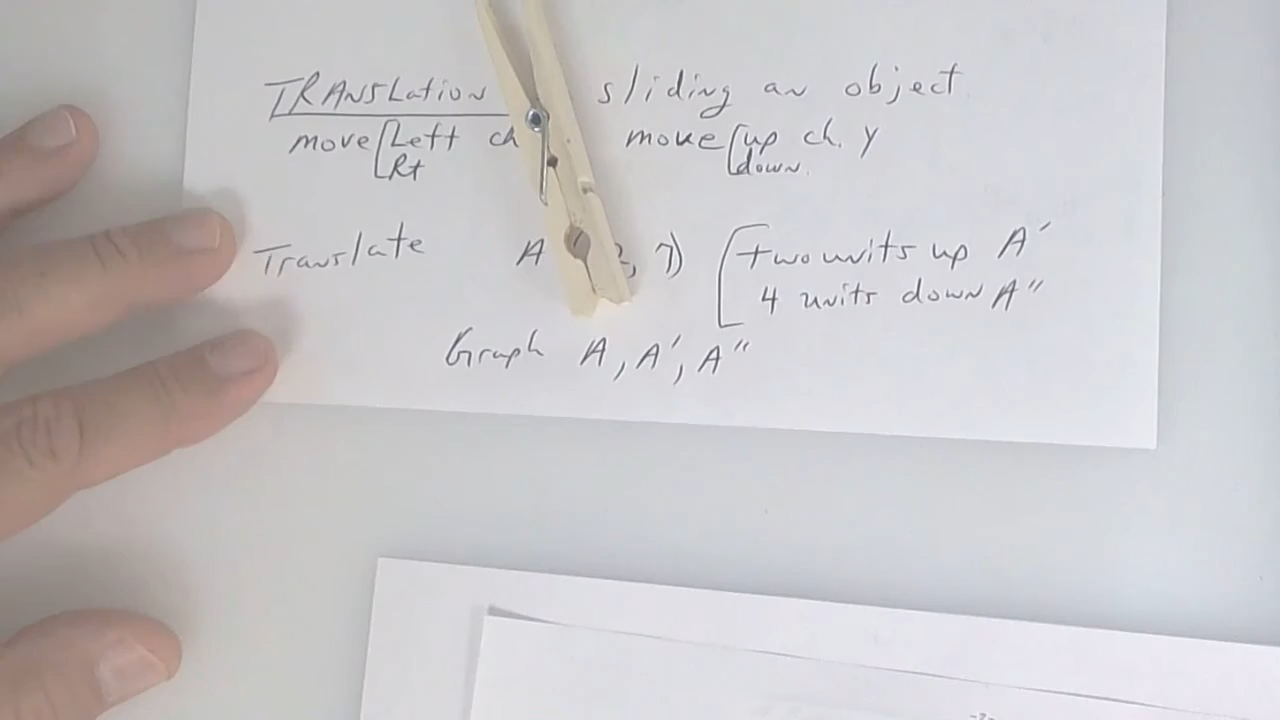 TRANSLATION sliding an object
move [Left ch move [up ch. y
Rt down.
Translate A 7) [two units up A'
4 units down A"
Graph A, A', A"